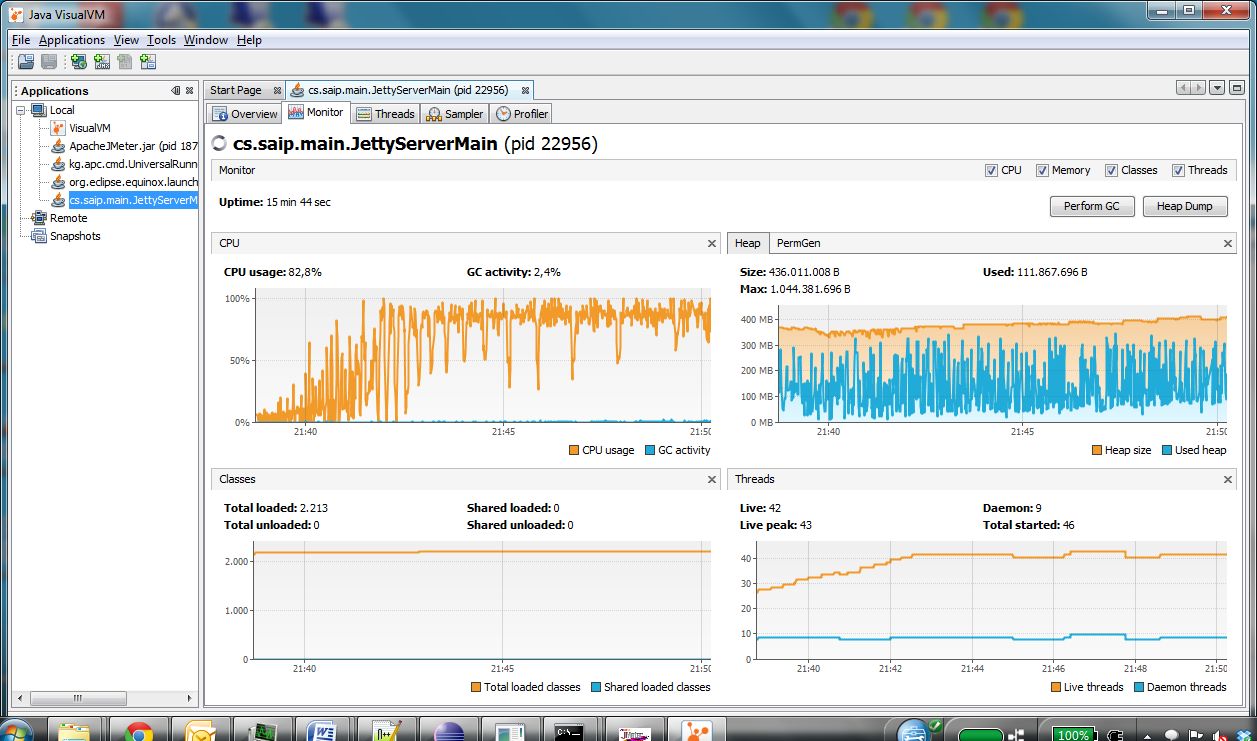 Java VisualVM
File Applications View Tools Window Help
Applications
Local
VisualVM
ApacheJMeter.jar (pid 187
kg.apc.cmd.UniversalRunn
org.eclipse.equinox.launch
cs.saip.main.JettyServerM
Remote
Snapshots
Start Page
cs.saip.main.JettyServerMain (pid 22956)
Overview Monitor Threads Sampler Profiler
cs.saip.main.JettyServerMain (pid 22956)
Monitor
CPU Memory Classes Threads
Uptime: 15 min 44 sec
Perform GC Heap Dump
CPU
CPU usage: 82,8% GC activity: 2,4%
100%
50%
0%
21:40 21:45 21:50
CPU usage GC activity
Heap PermGen
Size: 436.011.008 B Used: 111.867.696 B
Max: 1.044.381.696 B
400 MB
300 MB
200 MB
100 MB
0 MB
21:40 21:45 21:50
Heap size Used heap
Classes
Total loaded: 2.213 Shared loaded: 0
Total unloaded: 0 Shared unloaded: 0
2.000
1.000
0
21:40 21:45 21:50
Total loaded classes Shared loaded classes
Threads
Live: 42 Daemon: 9
Live peak: 43 Total started: 46
40
30
20
10
0
21:40 21:42 21:44 21:46 21:48 21:50
Live threads Daemon threads
100%